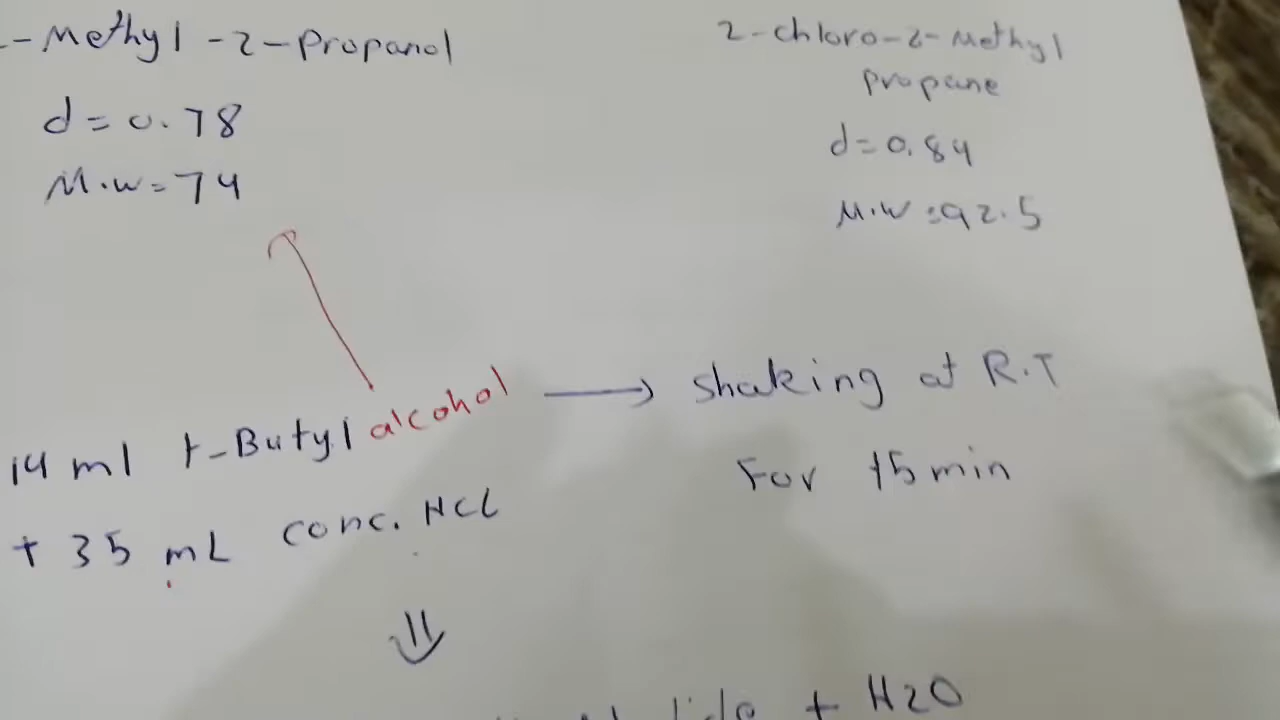 -Methyl-2-Propanol
d=0.78
M.w=74
2-chloro-2-Methyl
Propane
d=0.84
M.W=92.5
14 ml t-Butyl alcohol → shaking at R.T
For 15 min
+ 35 mL conc. HCL
⇓
+ H2O